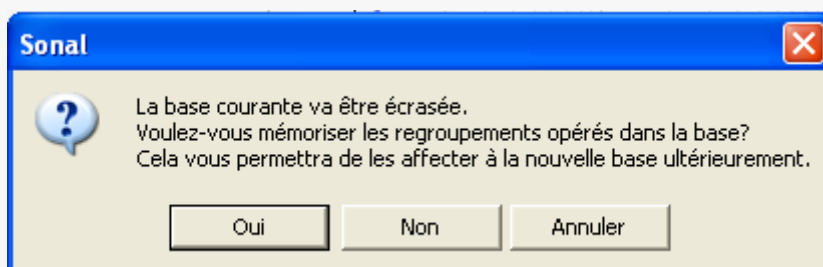 Sonal
La base courante va être écrasée.
Voulez-vous mémoriser les regroupements opérés dans la base?
Cela vous permettra de les affecter à la nouvelle base ultérieurement.
Oui Non Annuler